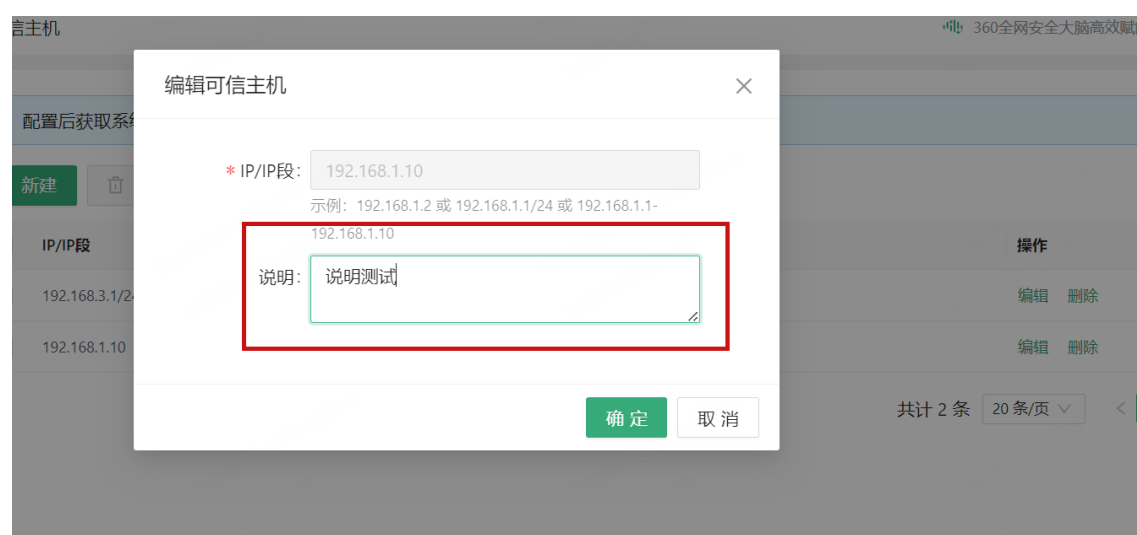 信主机
360全网安全大脑高效赋
编辑可信主机
配置后获取系
* IP/IP段:
192.168.1.10
新建
示例：192.168.1.2 或 192.168.1.1/24 或 192.168.1.1-
192.168.1.10
IP/IP段
操作
说明:
说明测试
192.168.3.1/2
编辑 删除
192.168.1.10
编辑 删除
确 定
取 消
共计 2 条
20 条/页